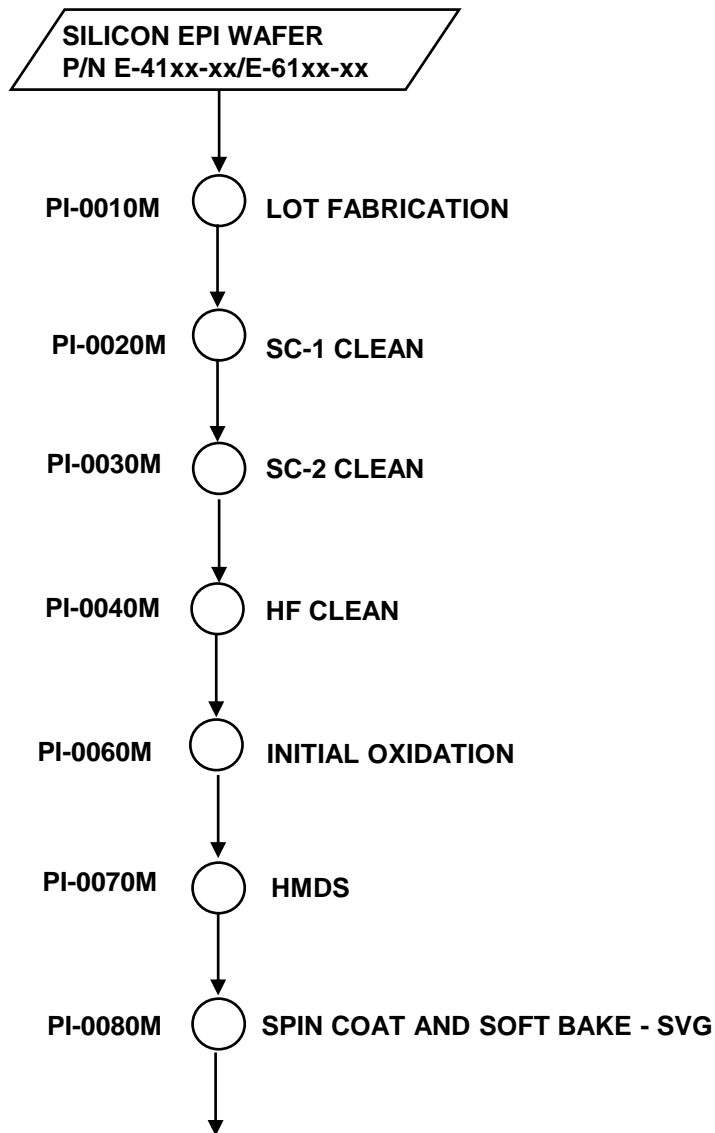 SILICON EPI WAFER
P/N E-41xx-xx/E-61xx-xx
PI-0010M LOT FABRICATION
PI-0020M SC-1 CLEAN
PI-0030M SC-2 CLEAN
PI-0040M HF CLEAN
PI-0060M INITIAL OXIDATION
PI-0070M HMDS
PI-0080M SPIN COAT AND SOFT BAKE - SVG